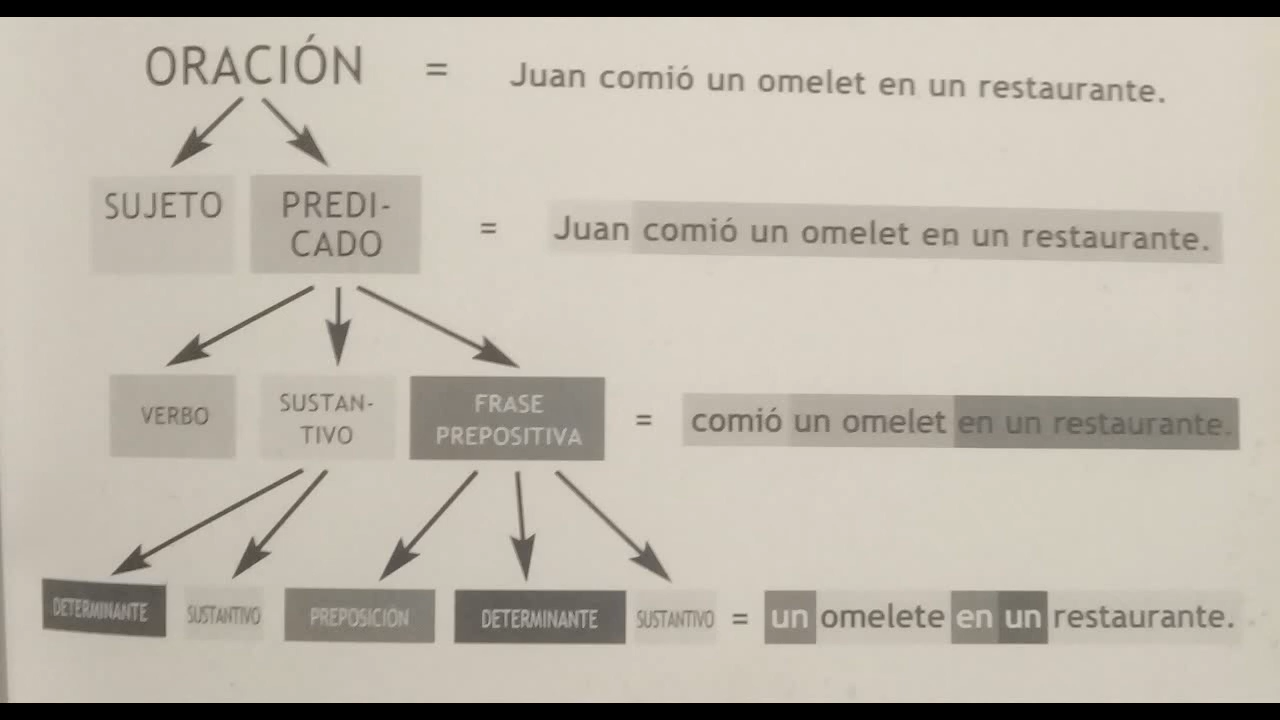 ORACIÓN = Juan comió un omelet en un restaurante.
SUJETO PREDI-
CADO = Juan comió un omelet en un restaurante.
VERBO SUSTAN-
TIVO FRASE
PREPOSITIVA = comió un omelet en un restaurante.
DETERMINANTE SUSTANTIVO PREPOSICIÓN DETERMINANTE SUSTANTIVO = un omelete en un restaurante.